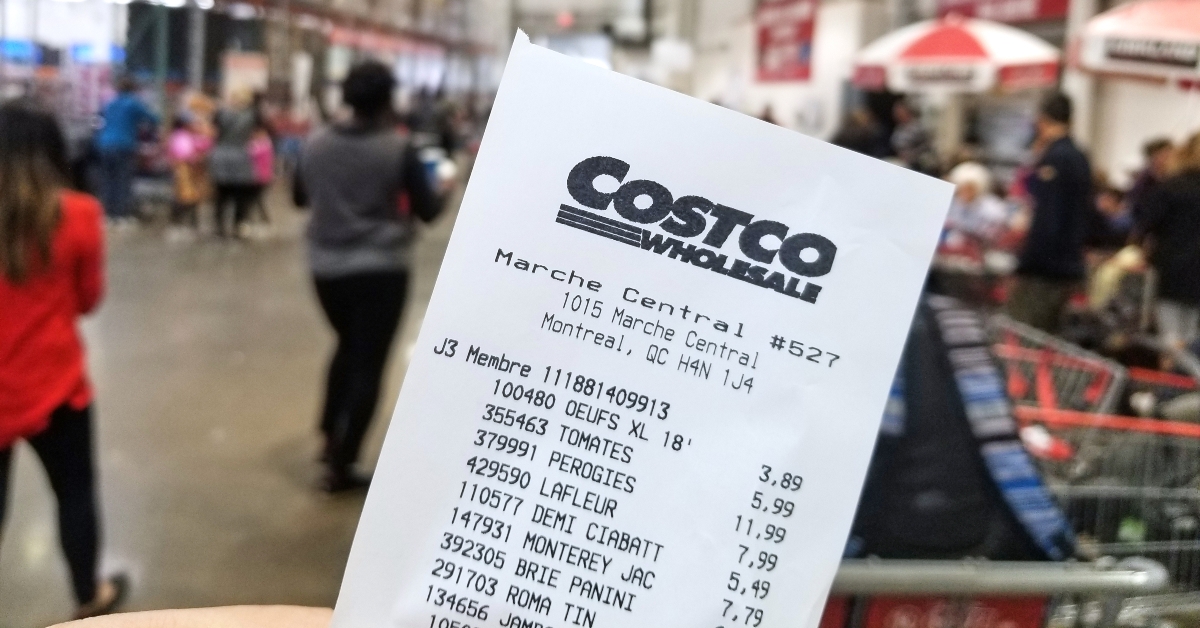 COSTCO
WHOLESALE
Marche Central #527
1015 Marche Central
Montreal, QC H4N 1J4
J3 Membre 111881409913
100480 OEUFS XL 18' 3,89
355463 TOMATES 5,99
379991 PEROGIES 11,99
429590 LAFLEUR 7,99
110577 DEMI CIABATT 5,49
147931 MONTEREY JAC 7,79
392305 BRIE PANINI
291703 ROMA TIN
134656